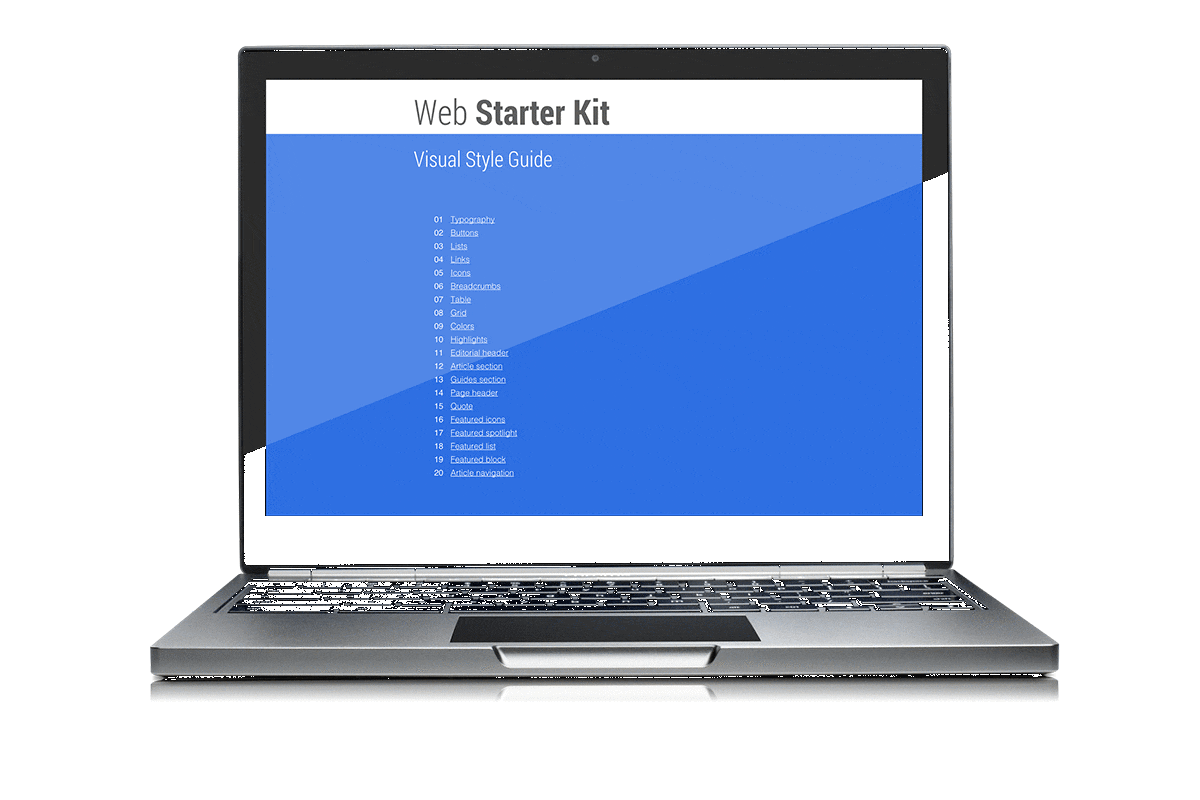 Web Starter Kit
Visual Style Guide
01 Typography
02 Buttons
03 Lists
04 Links
05 Icons
06 Breadcrumbs
07 Table
08 Grid
09 Colors
10 Highlights
11 Editorial header
12 Article section
13 Guides section
14 Page header
15 Quote
16 Featured icons
17 Featured spotlight
18 Featured list
19 Featured block
20 Article navigation